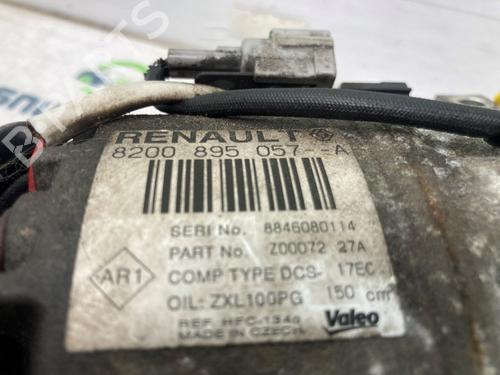 RENAULT
8200 895 057--A
SERI No. 8846080114
PART No. Z00072 27A
AR1
COMP TYPE DCS- 17EC
OIL: ZXL100PG 150 cm³
REF. HFC-134a
MADE IN CZECH
Valeo